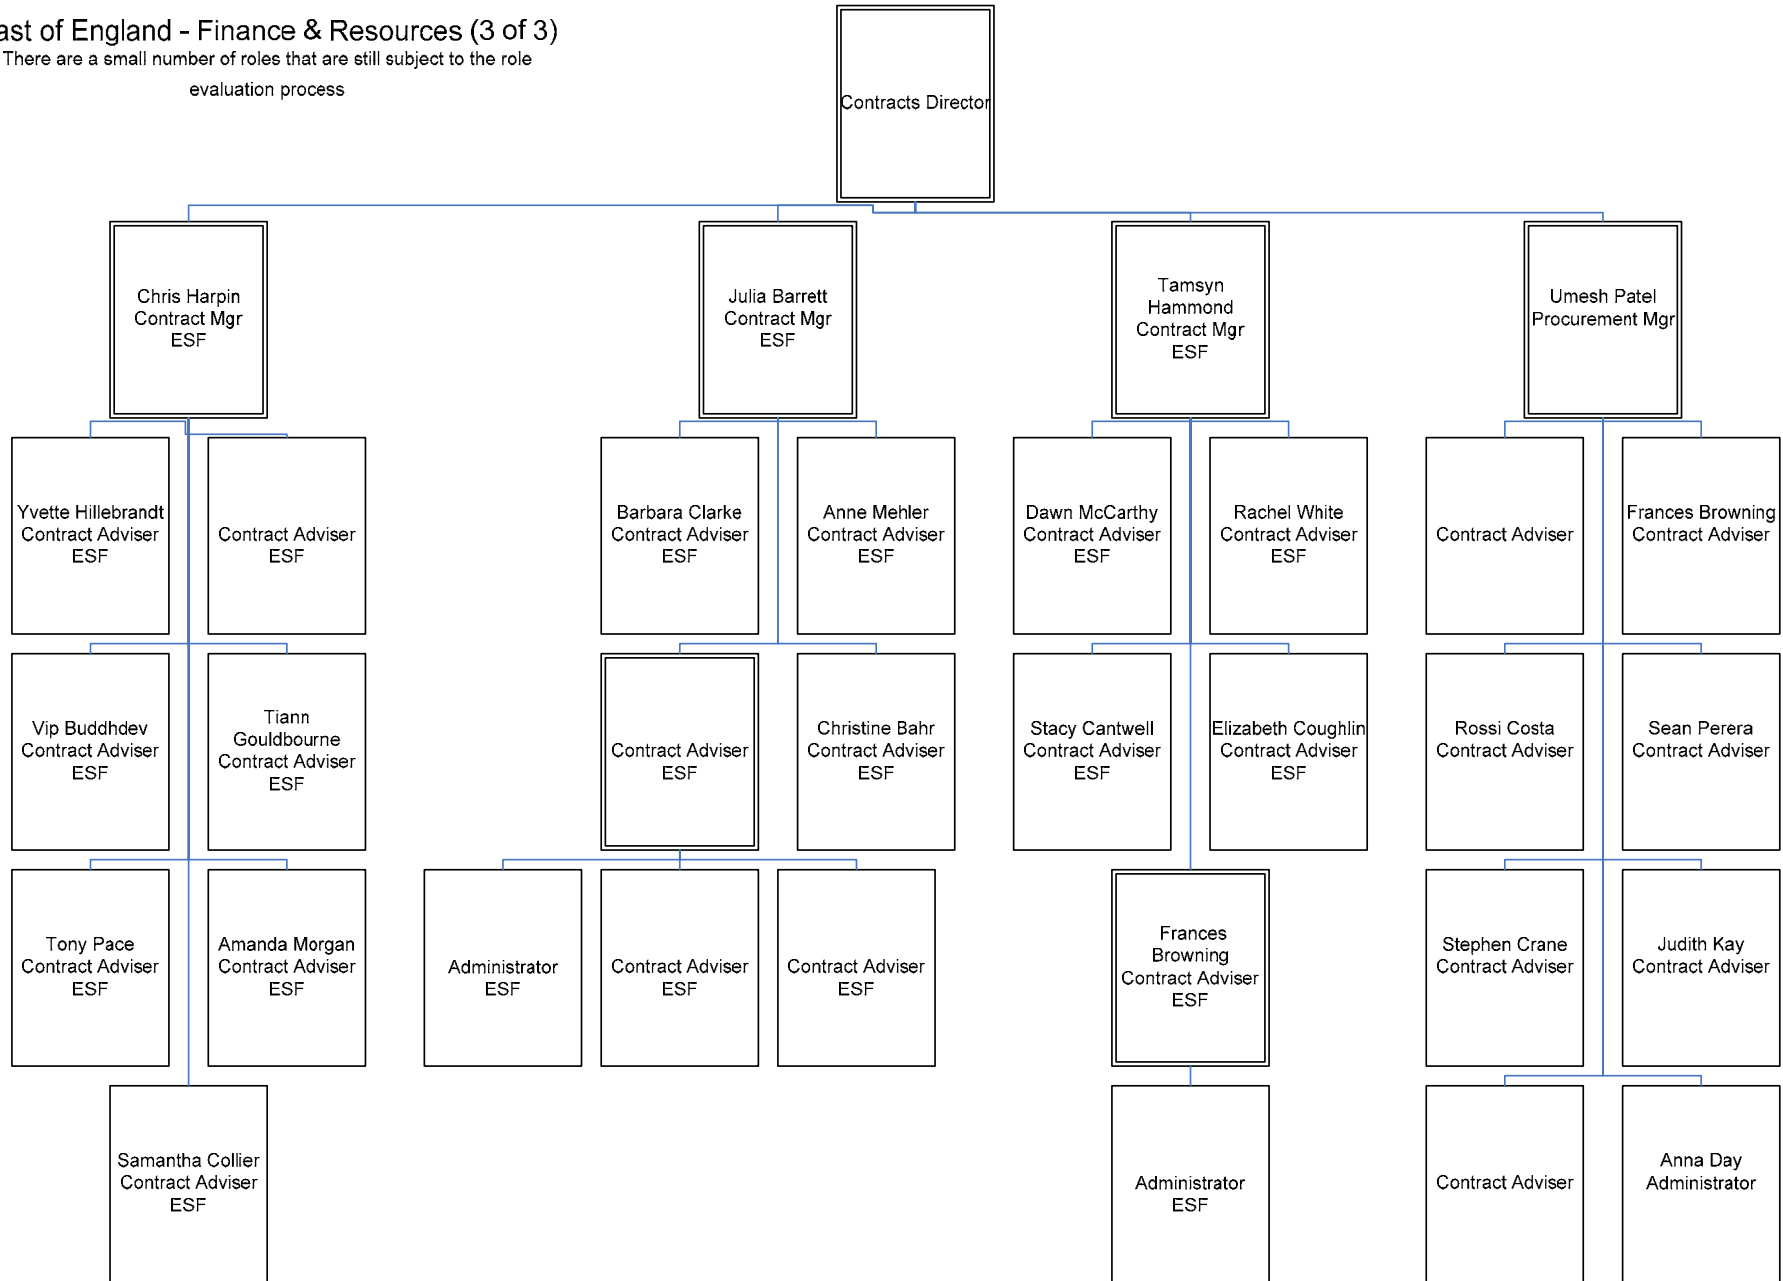 ast of England - Finance & Resources (3 of 3)
There are a small number of roles that are still subject to the role
evaluation process
Contracts Director
Chris Harpin
Contract Mgr
ESF
Julia Barrett
Contract Mgr
ESF
Tamsyn
Hammond
Contract Mgr
ESF
Umesh Patel
Procurement Mgr
Yvette Hillebrandt
Contract Adviser
ESF
Contract Adviser
ESF
Barbara Clarke
Contract Adviser
ESF
Anne Mehler
Contract Adviser
ESF
Dawn McCarthy
Contract Adviser
ESF
Rachel White
Contract Adviser
ESF
Contract Adviser
Frances Browning
Contract Adviser
Vip Buddhdev
Contract Adviser
ESF
Tiann
Gouldbourne
Contract Adviser
ESF
Contract Adviser
ESF
Christine Bahr
Contract Adviser
ESF
Stacy Cantwell
Contract Adviser
ESF
Elizabeth Coughlin
Contract Adviser
ESF
Rossi Costa
Contract Adviser
Sean Perera
Contract Adviser
Tony Pace
Contract Adviser
ESF
Amanda Morgan
Contract Adviser
ESF
Administrator
ESF
Contract Adviser
ESF
Contract Adviser
ESF
Frances
Browning
Contract Adviser
ESF
Stephen Crane
Contract Adviser
Judith Kay
Contract Adviser
Samantha Collier
Contract Adviser
ESF
Administrator
ESF
Contract Adviser
Anna Day
Administrator